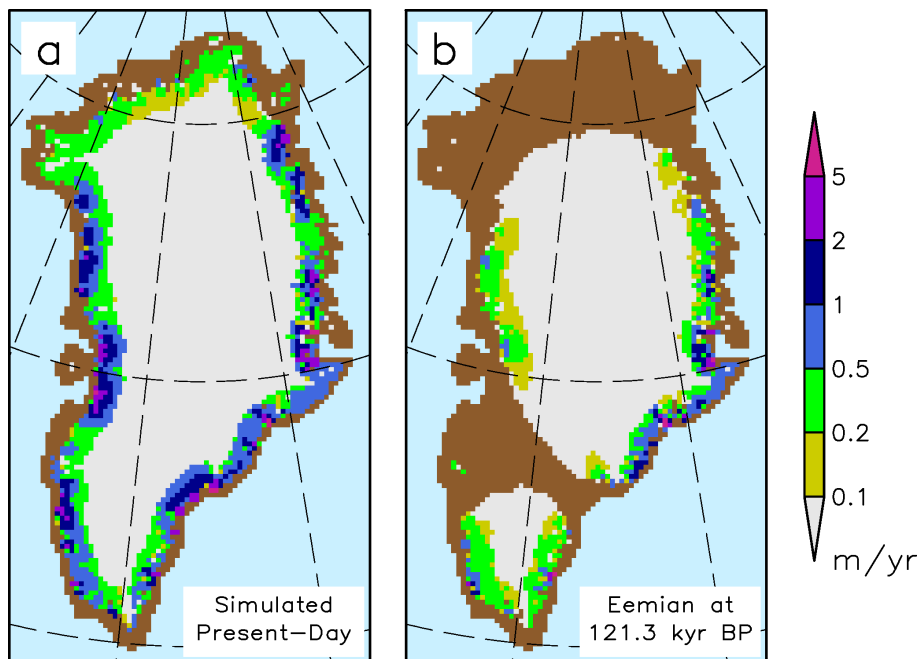 a
b
5
2
1
0.5
0.2
0.1
m/yr
Simulated
Present–Day
Eemian at
121.3 kyr BP